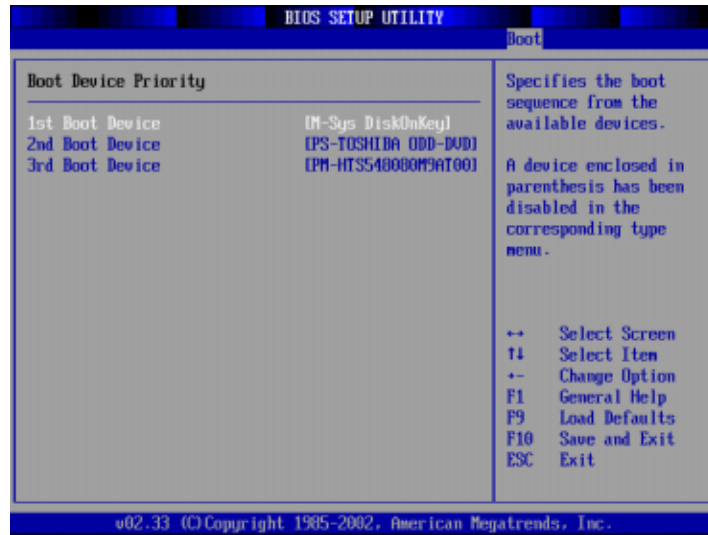 BIOS SETUP UTILITY
Boot
Boot Device Priority
1st Boot Device [M-Sys DiskOnKey]
2nd Boot Device [PS-TOSHIBA ODD-DVD]
3rd Boot Device [PM-HTS548080M9AT00]
Specifies the boot
sequence from the
available devices.
A device enclosed in
parenthesis has been
disabled in the
corresponding type
menu.
↔ Select Screen
↑↓ Select Item
+- Change Option
F1 General Help
F9 Load Defaults
F10 Save and Exit
ESC Exit
v02.33 (C)Copyright 1985-2002, American Megatrends, Inc.